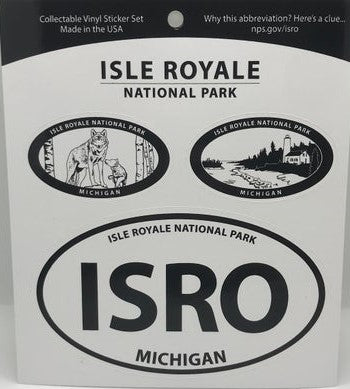 Collectable Vinyl Sticker Set
Made in the USA
Why this abbreviation? Here's a clue...
nps.gov/isro
ISLE ROYALE
NATIONAL PARK
ISLE ROYALE NATIONAL PARK
MICHIGAN
ISLE ROYALE NATIONAL PARK
MICHIGAN
ISLE ROYALE NATIONAL PARK
ISRO
MICHIGAN